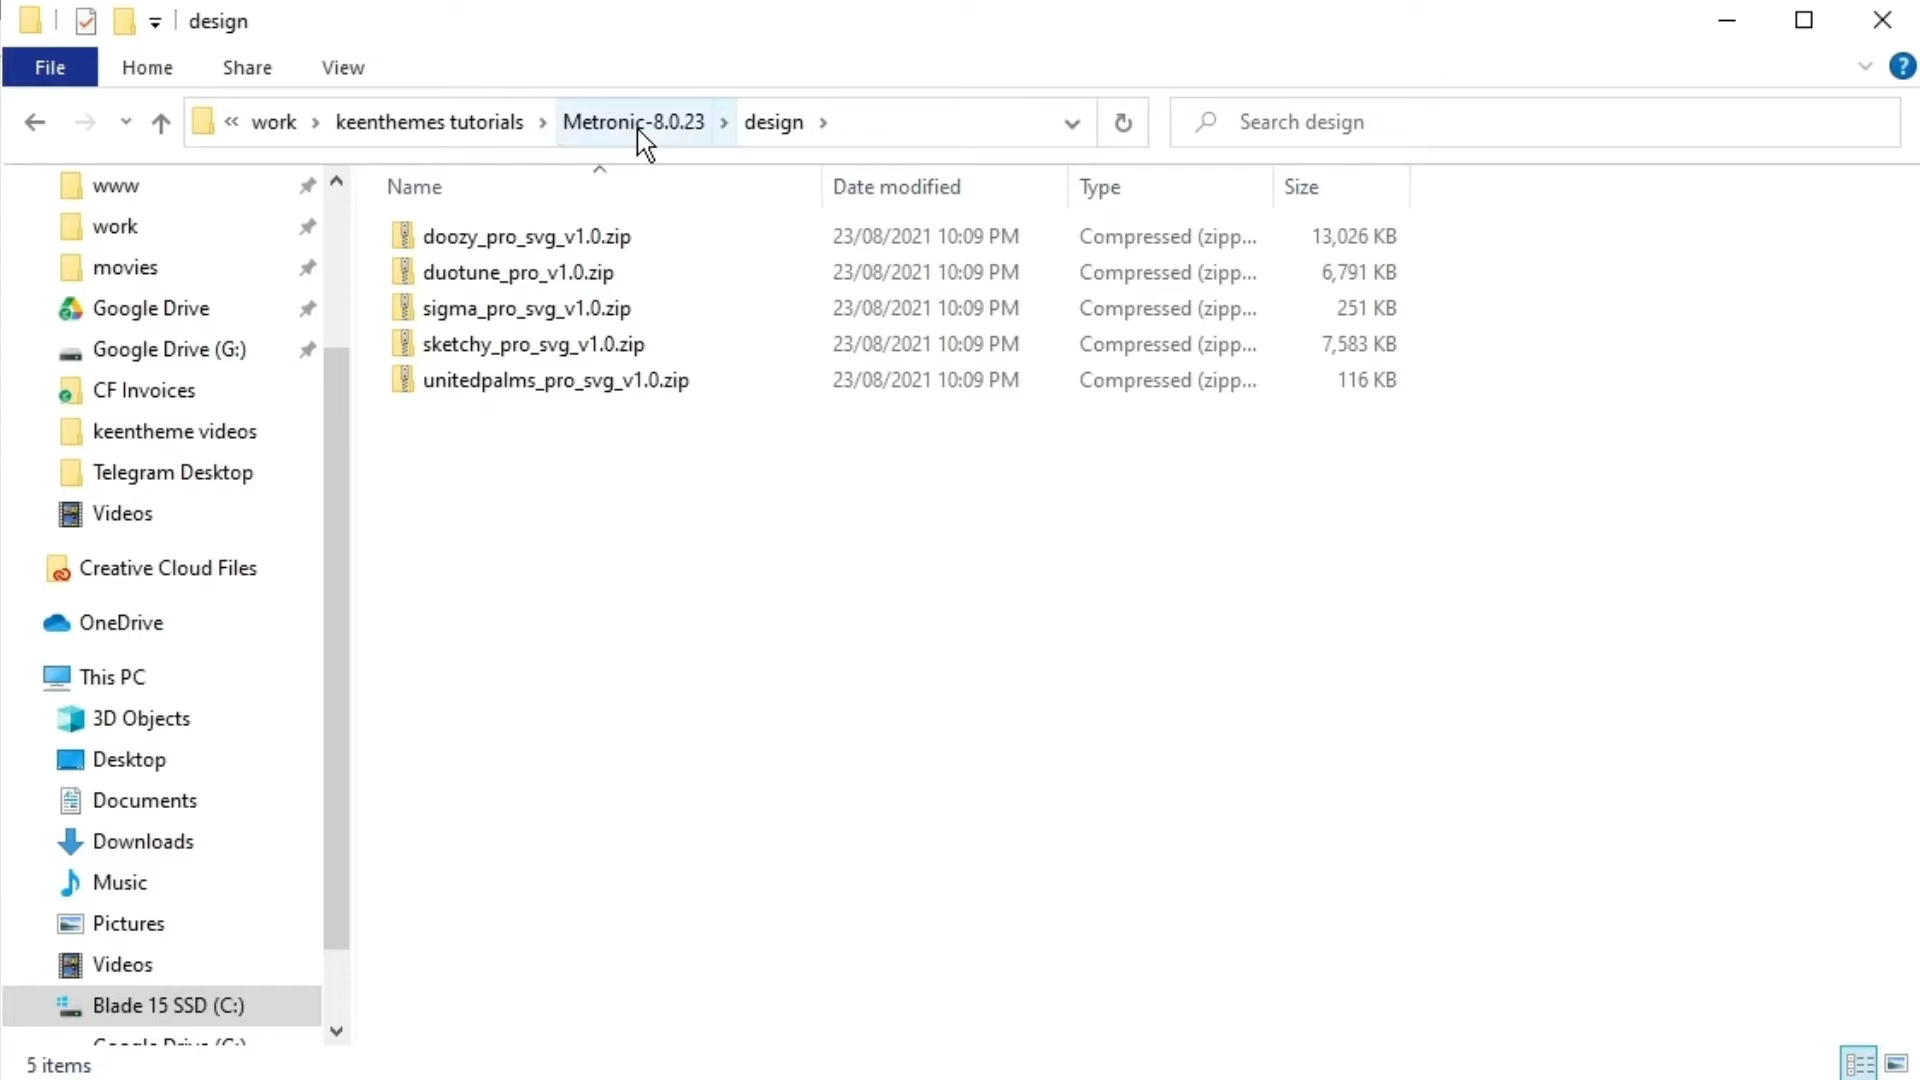 design
File Home Share View
« work › keenthemes tutorials › Metronic-8.0.23 › design ›
Search design
www
work
movies
Google Drive
Google Drive (G:)
CF Invoices
keentheme videos
Telegram Desktop
Videos
Creative Cloud Files
OneDrive
This PC
3D Objects
Desktop
Documents
Downloads
Music
Pictures
Videos
Blade 15 SSD (C:)
Google Drive (G:)
Name Date modified Type Size
doozy_pro_svg_v1.0.zip 23/08/2021 10:09 PM Compressed (zipp... 13,026 KB
duotune_pro_v1.0.zip 23/08/2021 10:09 PM Compressed (zipp... 6,791 KB
sigma_pro_svg_v1.0.zip 23/08/2021 10:09 PM Compressed (zipp... 251 KB
sketchy_pro_svg_v1.0.zip 23/08/2021 10:09 PM Compressed (zipp... 7,583 KB
unitedpalms_pro_svg_v1.0.zip 23/08/2021 10:09 PM Compressed (zipp... 116 KB
5 items